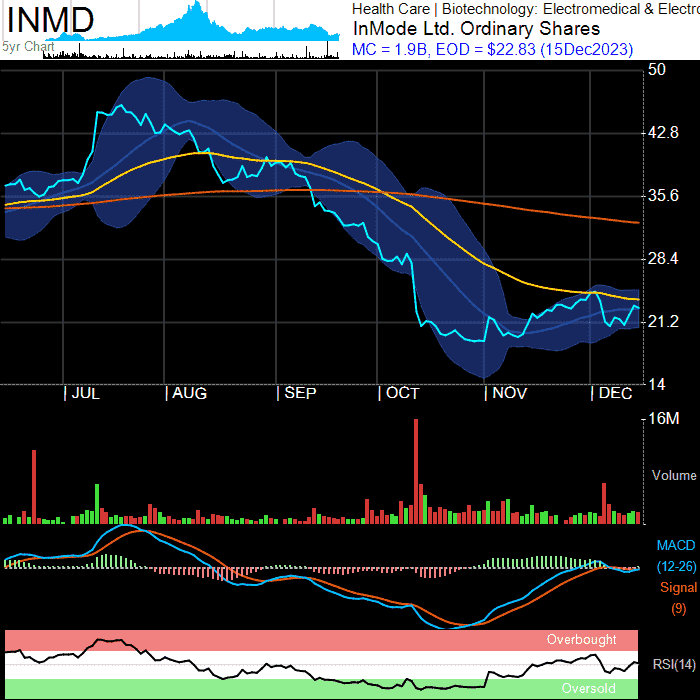 INMD
5yr Chart
Health Care | Biotechnology: Electromedical & Electro
InMode Ltd. Ordinary Shares
MC = 1.9B, EOD = $22.83 (15Dec2023)
50
42.8
35.6
28.4
21.2
14
| JUL | AUG | SEP | OCT | NOV | DEC
16M
Volume
MACD
(12-26)
Signal
(9)
Overbought
RSI(14)
Oversold